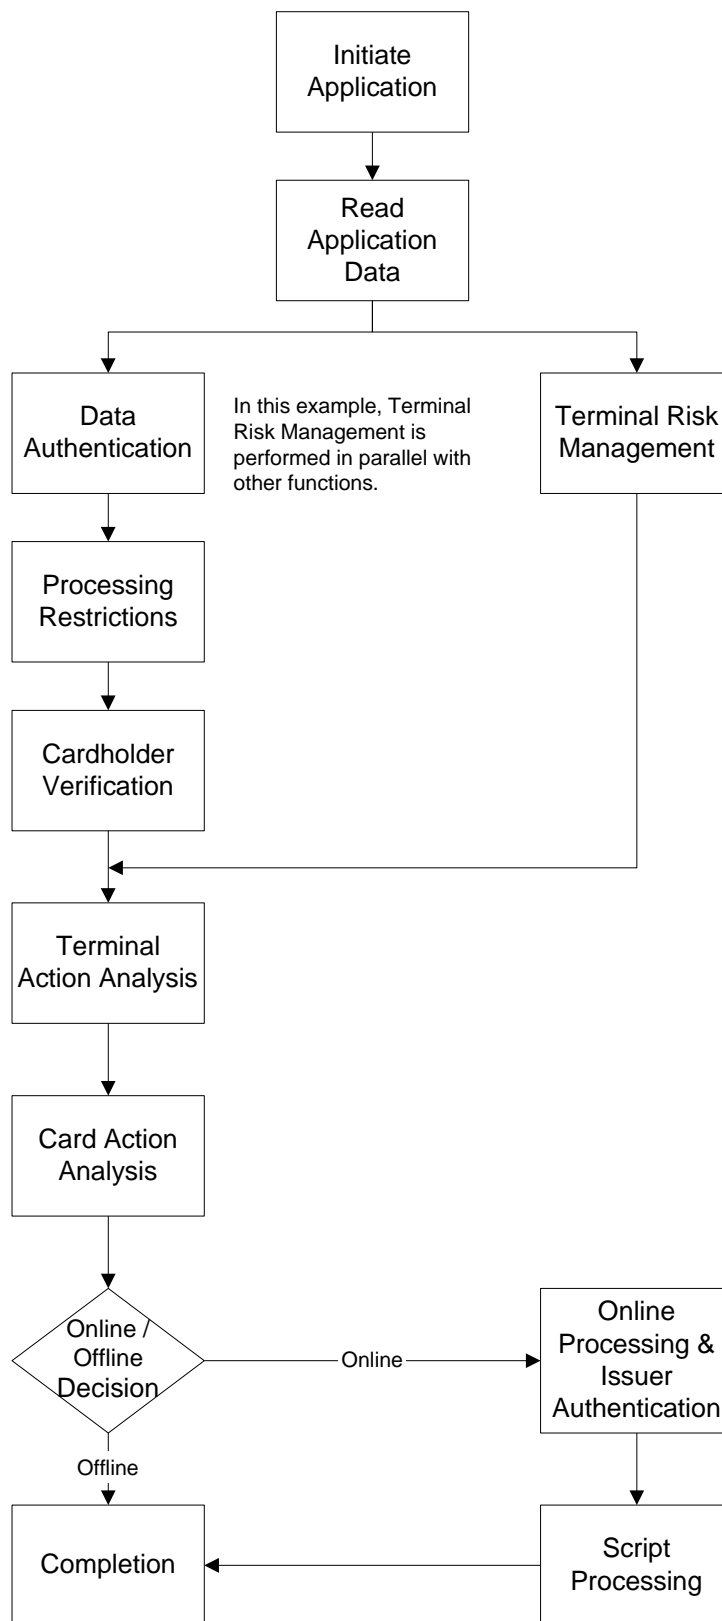 Initiate
Application
Read
Application
Data
Data
Authentication
In this example, Terminal
Risk Management is
performed in parallel with
other functions.
Terminal Risk
Management
Processing
Restrictions
Cardholder
Verification
Terminal
Action Analysis
Card Action
Analysis
Online /
Offline
Decision
Online
Online
Processing &
Issuer
Authentication
Offline
Completion
Script
Processing